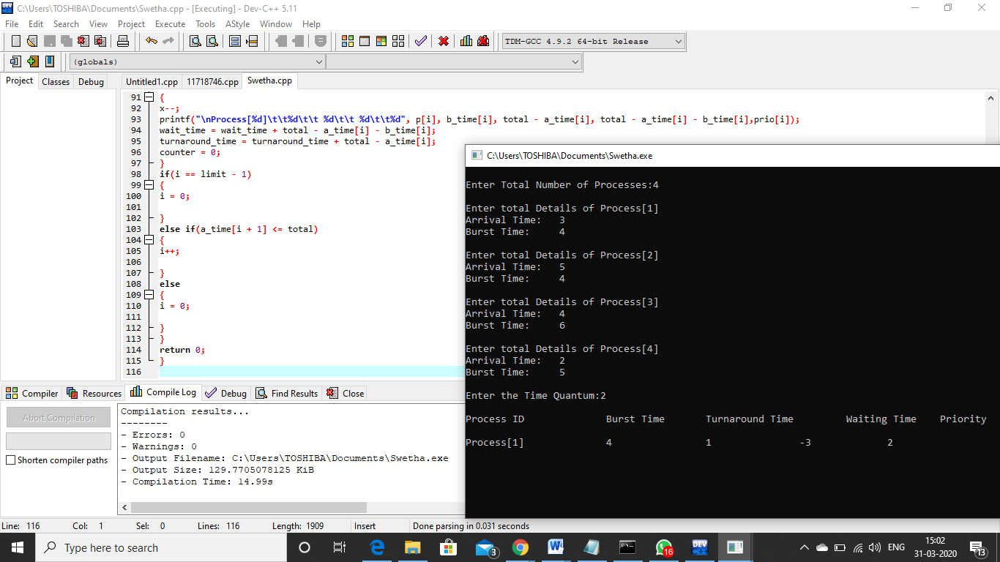 C:\Users\TOSHIBA\Documents\Swetha.cpp - [Executing] - Dev-C++ 5.11
File Edit Search View Project Execute Tools AStyle Window Help
TDM-GCC 4.9.2 64-bit Release
(globals)
Project Classes Debug
Untitled1.cpp 11718746.cpp Swetha.cpp
91 {
92 x--;
93 printf("\nProcess[%d]\t\t%d\t\t %d\t\t %d\t\t%d", p[i], b_time[i], total - a_time[i], total - a_time[i] - b_time[i],prio[i]);
94 wait_time = wait_time + total - a_time[i] - b_time[i];
95 turnaround_time = turnaround_time + total - a_time[i];
96 counter = 0;
97 }
98 if(i == limit - 1)
99 {
100 i = 0;
101
102 }
103 else if(a_time[i + 1] <= total)
104 {
105 i++;
106
107 }
108 else
109 {
110 i = 0;
111
112 }
113 }
114 return 0;
115 }
116
C:\Users\TOSHIBA\Documents\Swetha.exe
Enter Total Number of Processes:4
Enter total Details of Process[1]
Arrival Time: 3
Burst Time: 4
Enter total Details of Process[2]
Arrival Time: 5
Burst Time: 4
Enter total Details of Process[3]
Arrival Time: 4
Burst Time: 6
Enter total Details of Process[4]
Arrival Time: 2
Burst Time: 5
Enter the Time Quantum:2
Process ID Burst Time Turnaround Time Waiting Time Priority
Process[1] 4 1 -3 2
Compiler Resources Compile Log Debug Find Results Close
Abort Compilation
Shorten compiler paths
Compilation results...
--------
- Errors: 0
- Warnings: 0
- Output Filename: C:\Users\TOSHIBA\Documents\Swetha.exe
- Output Size: 129.7705078125 KiB
- Compilation Time: 14.99s
Line: 116 Col: 1 Sel: 0 Lines: 116 Length: 1909 Insert Done parsing in 0.031 seconds
Type here to search
3
16
DEV
ENG
15:02
31-03-2020
13